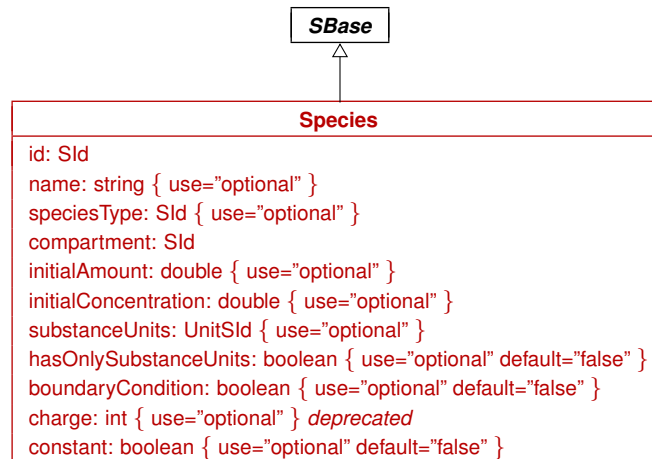 SBase
Species
id: SId
name: string { use=”optional” }
speciesType: SId { use=”optional” }
compartment: SId
initialAmount: double { use=”optional” }
initialConcentration: double { use=”optional” }
substanceUnits: UnitSId { use=”optional” }
hasOnlySubstanceUnits: boolean { use=”optional” default=”false” }
boundaryCondition: boolean { use=”optional” default=”false” }
charge: int { use=”optional” } deprecated
constant: boolean { use=”optional” default=”false” }